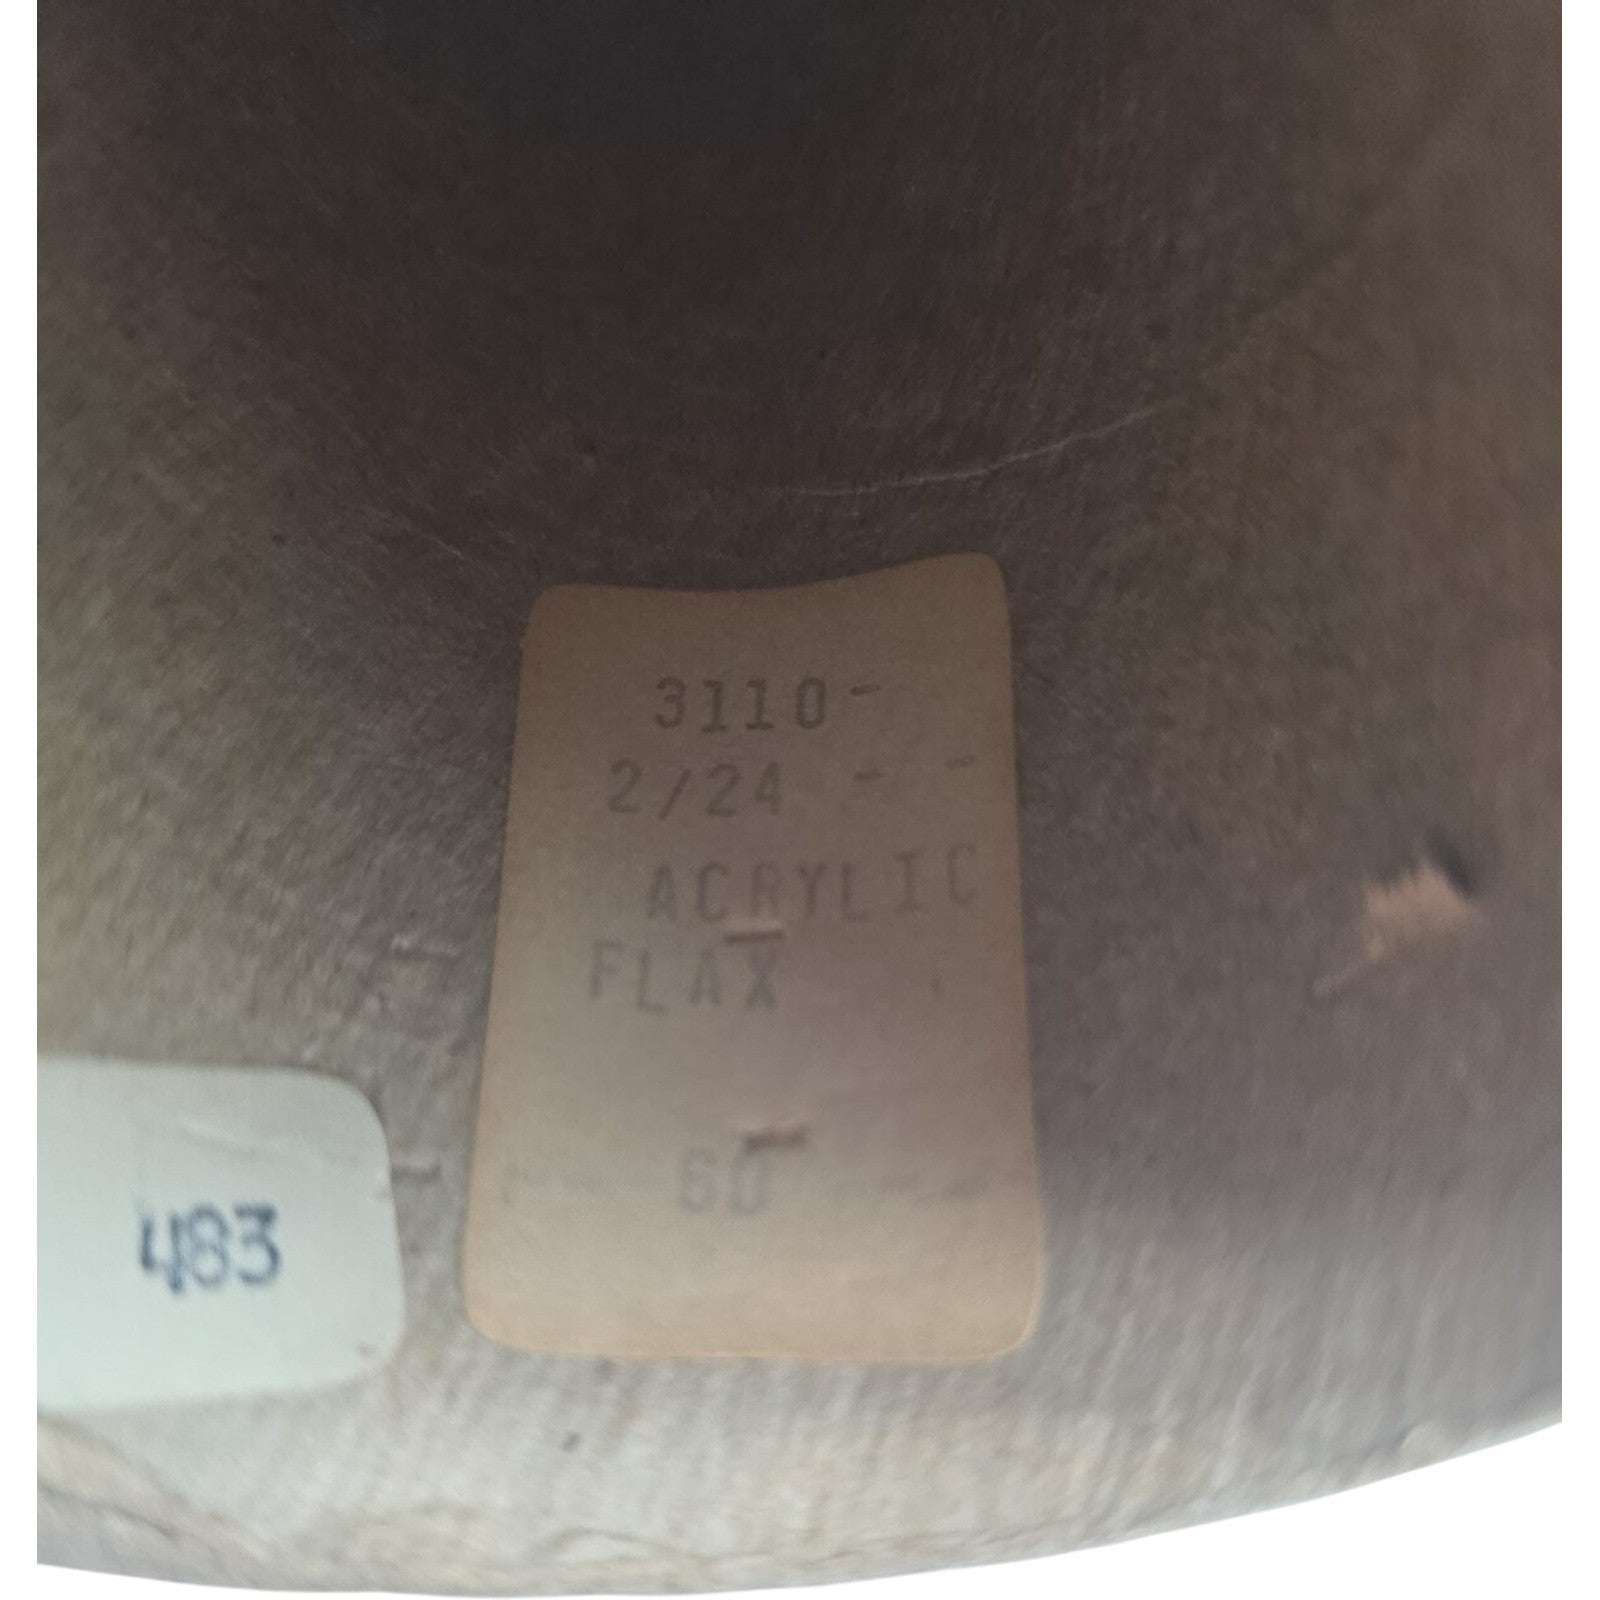 3110-
2/24 - -
ACRYLIC
FLAX
60
483